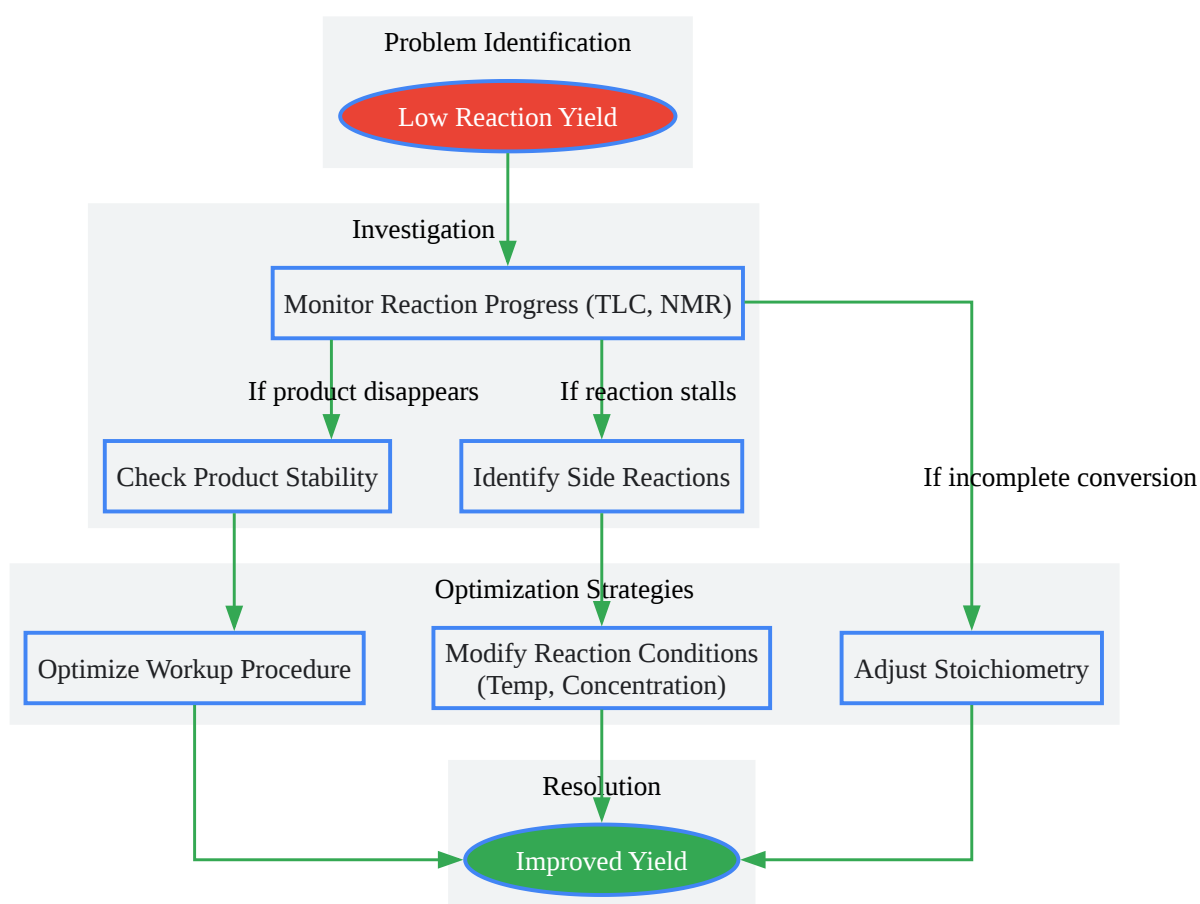 Problem Identification
Low Reaction Yield
Investigation
Monitor Reaction Progress (TLC, NMR)
If product disappears
If reaction stalls
Check Product Stability
Identify Side Reactions
If incomplete conversion
Optimization Strategies
Optimize Workup Procedure
Modify Reaction Conditions
(Temp, Concentration)
Adjust Stoichiometry
Resolution
Improved Yield